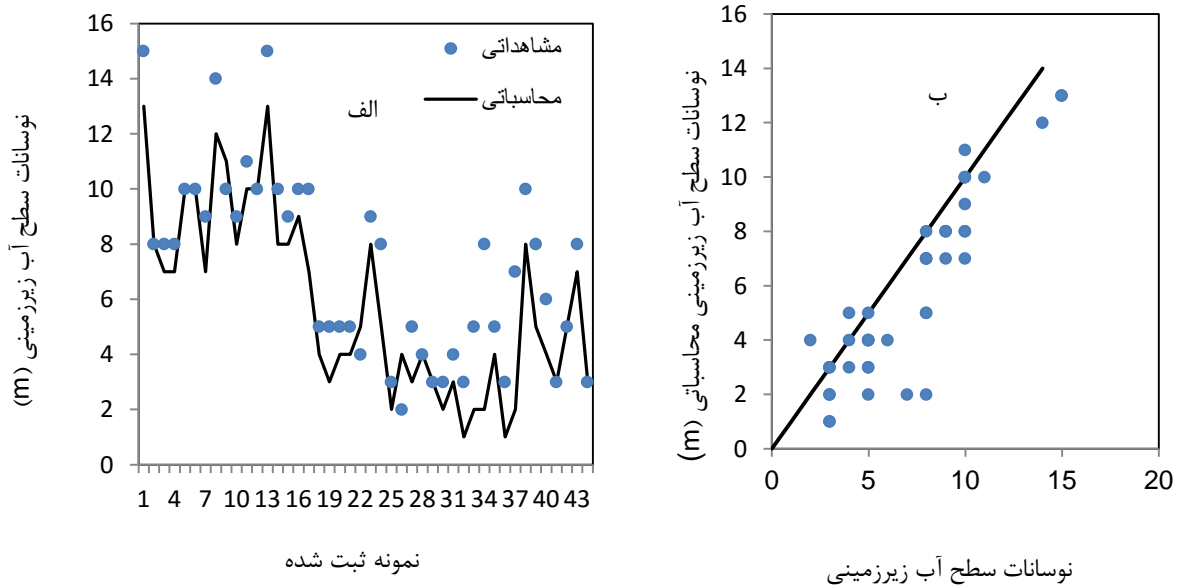 نوسانات سطح آب زیرزمینی (m)
16
14
12
10
8
6
4
2
0
مشاهداتی
محاسباتی
الف
1 4 7 10 13 16 19 22 25 28 31 34 37 40 43
نمونه ثبت شده
نوسانات سطح آب زیرزمینی محاسباتی (m)
16
14
12
10
8
6
4
2
0
ب
0 5 10 15 20
نوسانات سطح آب زیرزمینی